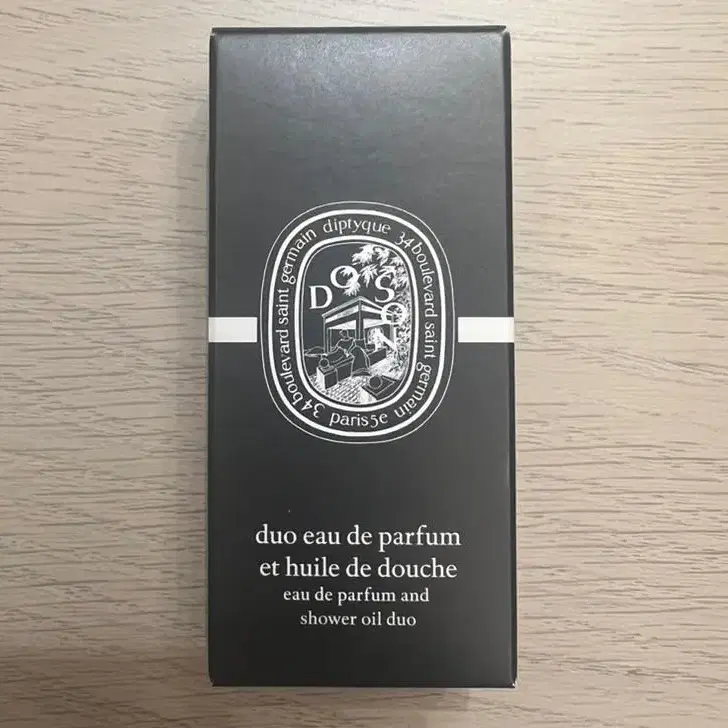 diptyque 34 boulevard saint germain paris 5e 34 boulevard saint germain
DO SON
duo eau de parfum
et huile de douche
eau de parfum and
shower oil duo